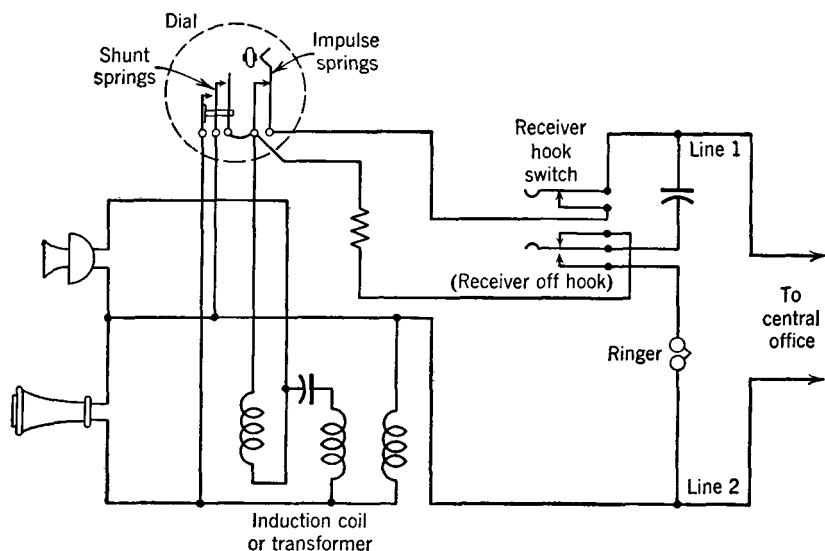 Dial
Shunt
springs
Impulse
springs
Receiver
hook
switch
Line 1
(Receiver off hook)
To
central
office
Ringer
Line 2
Induction coil
or transformer